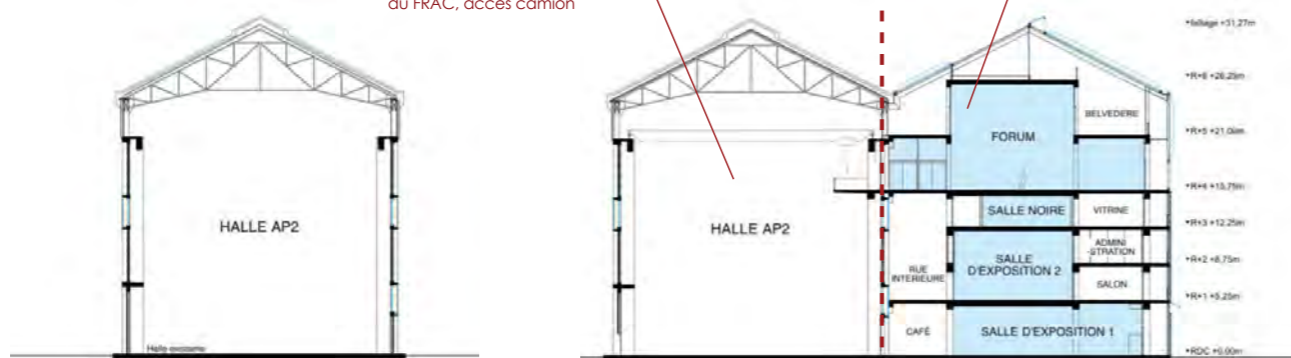 du FRAC, accès camion
HALLE AP2
Halle existante
HALLE AP2
RUE
INTERIEURE
CAFÉ
FORUM
BELVEDERE
SALLE NOIRE
VITRINE
SALLE
D'EXPOSITION 2
ADMINI
-STRATION
SALON
SALLE D'EXPOSITION 1
•faîtage +31,27m
•R+6 +26,25m
•R+5 +21,00m
•R+4 +15,75m
•R+3 +12,25m
•R+2 +8,75m
•R+1 +5,25m
•RDC +0,00m